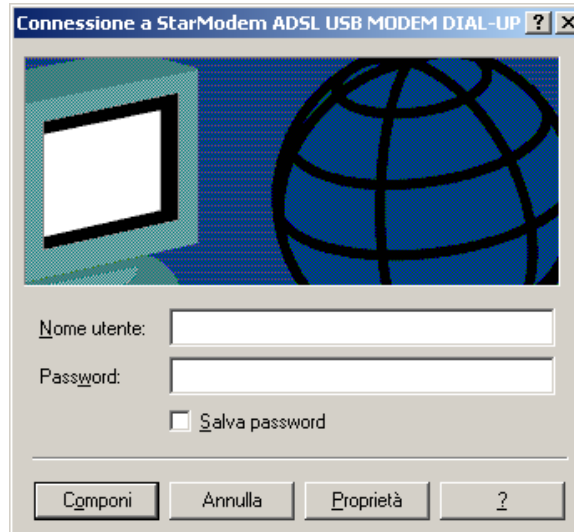 Connessione a StarModem ADSL USB MODEM DIAL-UP ? X
Nome utente:
Password:
Salva password
Componi Annulla Proprietà ?